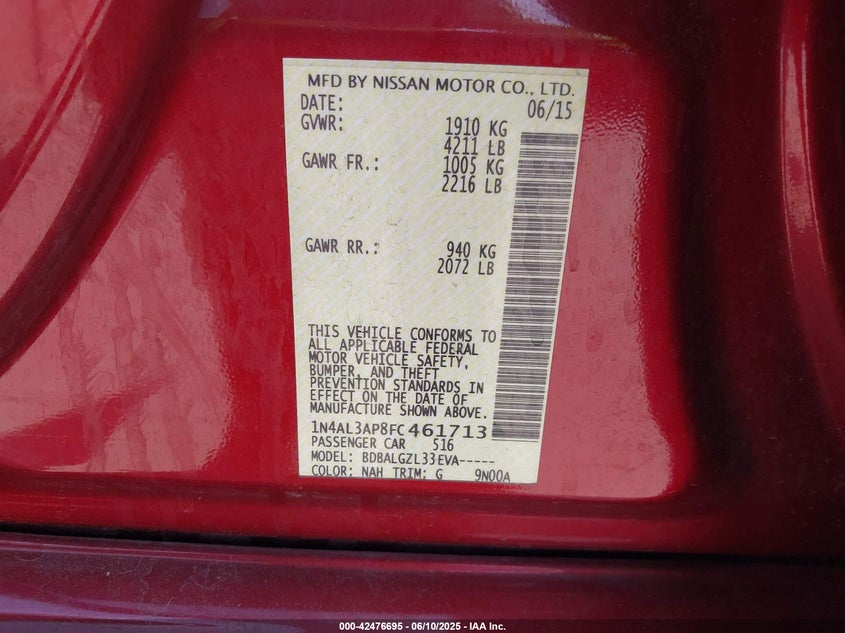 MFD BY NISSAN MOTOR CO., LTD.
DATE: 06/15
GVWR: 1910 KG
4211 LB
GAWR FR.: 1005 KG
2216 LB
GAWR RR.: 940 KG
2072 LB
THIS VEHICLE CONFORMS TO
ALL APPLICABLE FEDERAL
MOTOR VEHICLE SAFETY,
BUMPER, AND THEFT
PREVENTION STANDARDS IN
EFFECT ON THE DATE OF
MANUFACTURE SHOWN ABOVE.
1N4AL3AP8FC461713
PASSENGER CAR 516
MODEL: BDBALGZL33EVA-----
COLOR: NAH TRIM: G 9N00A
000-42476695 - 06/10/2025 - IAA Inc.